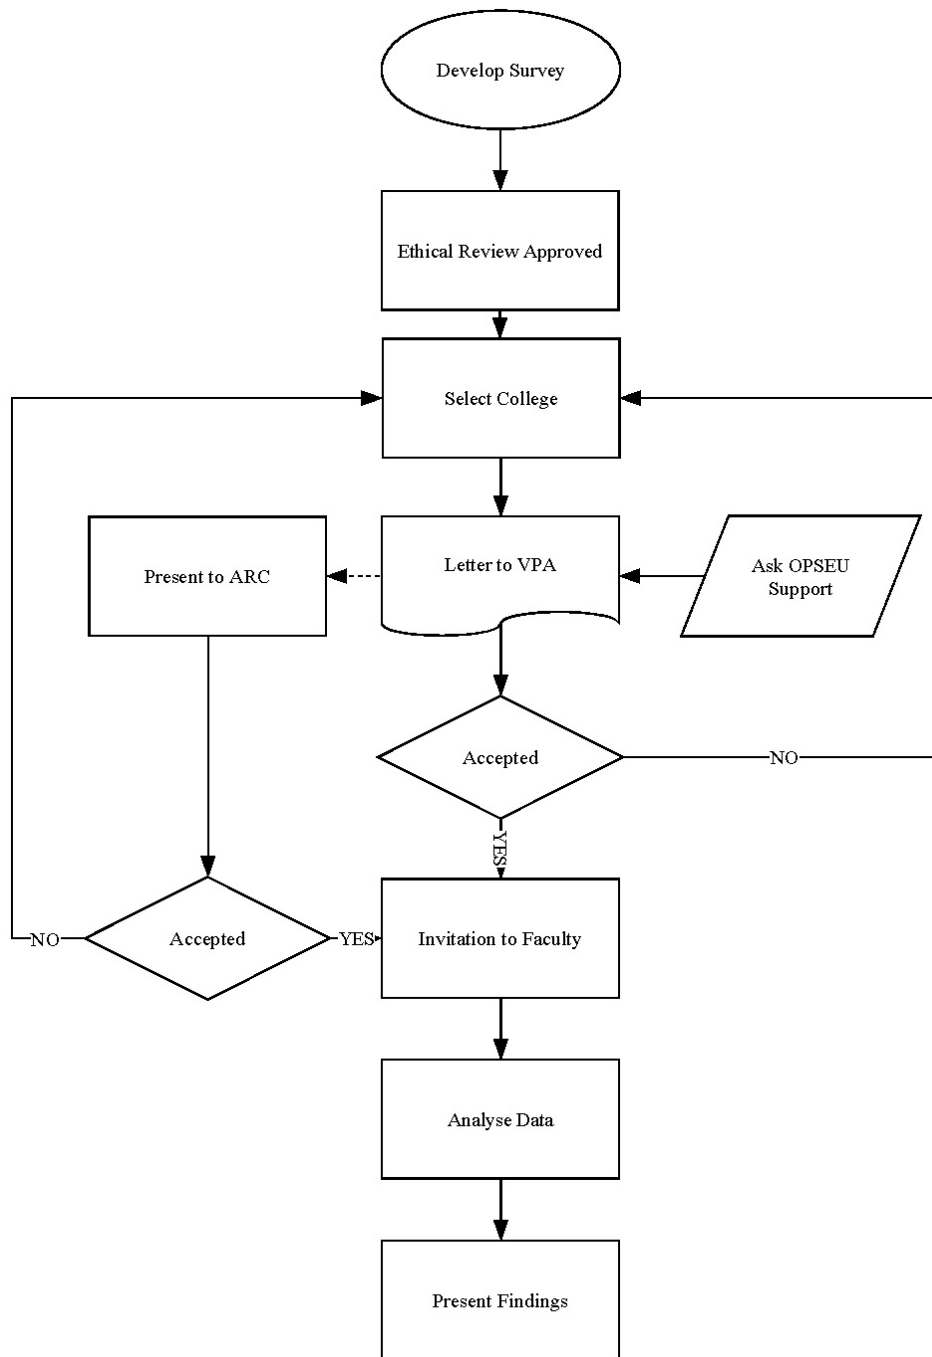 Develop Survey
Ethical Review Approved
Select College
Present to ARC
Letter to VPA
Ask OPSEU
Support
Accepted
NO
YES
NO
Accepted
YES
Invitation to Faculty
Analyse Data
Present Findings